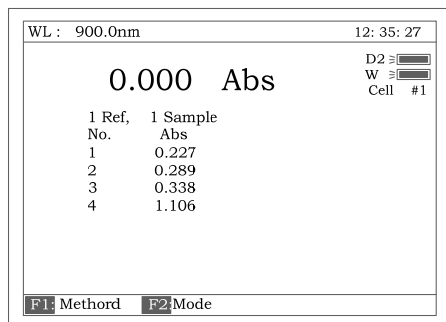 WL : 900.0nm 12: 35: 27
D2
0.000 Abs
W
Cell #1
1 Ref, 1 Sample
No. Abs
1 0.227
2 0.289
3 0.338
4 1.106
F1: Methord F2:Mode